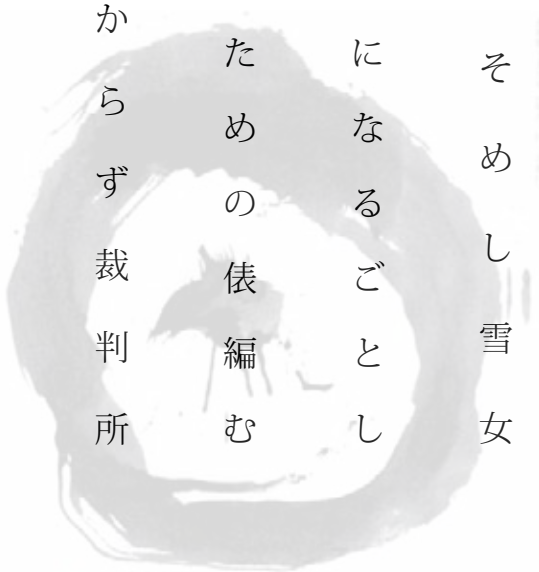 そめし雪女
になるごとし
ための俵編む
からず裁判所